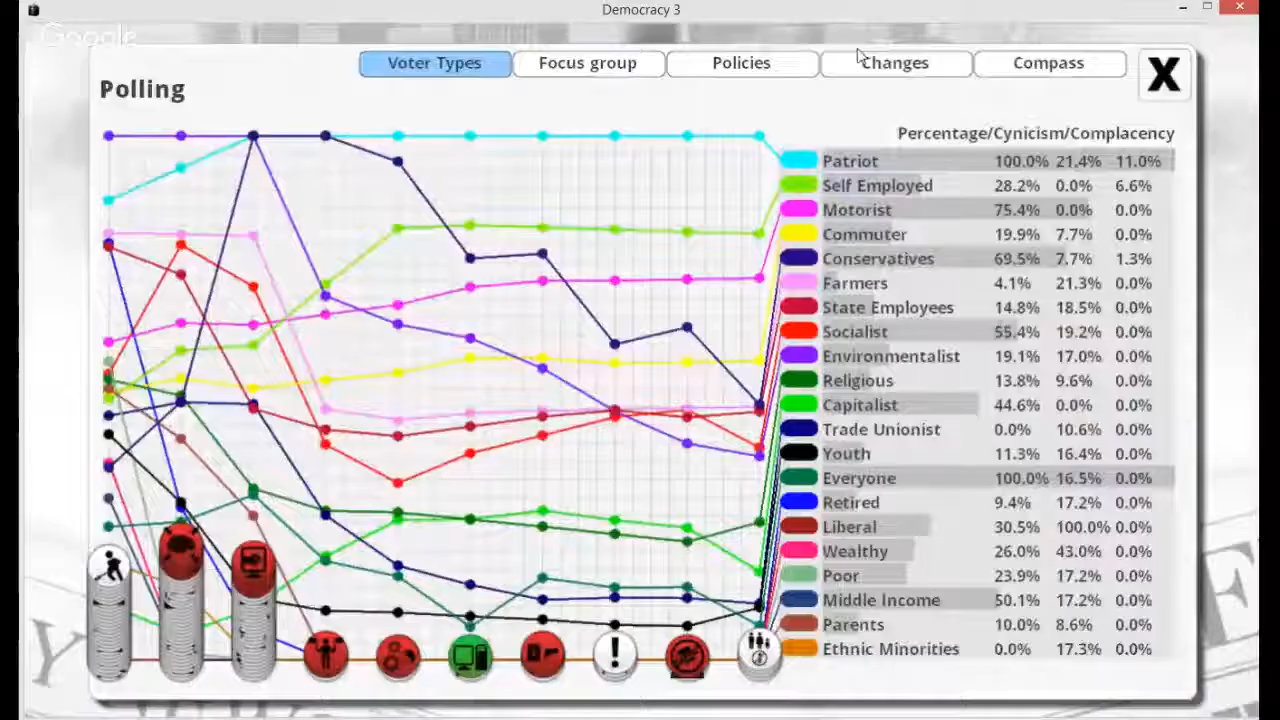 Democracy 3
Google
Voter Types Focus group Policies Changes Compass X
Polling
Percentage/Cynicism/Complacency
Patriot 100.0% 21.4% 11.0%
Self Employed 28.2% 0.0% 6.6%
Motorist 75.4% 0.0% 0.0%
Commuter 19.9% 7.7% 0.0%
Conservatives 69.5% 7.7% 1.3%
Farmers 4.1% 21.3% 0.0%
State Employees 14.8% 18.5% 0.0%
Socialist 55.4% 19.2% 0.0%
Environmentalist 19.1% 17.0% 0.0%
Religious 13.8% 9.6% 0.0%
Capitalist 44.6% 0.0% 0.0%
Trade Unionist 0.0% 10.6% 0.0%
Youth 11.3% 16.4% 0.0%
Everyone 100.0% 16.5% 0.0%
Retired 9.4% 17.2% 0.0%
Liberal 30.5% 100.0% 0.0%
Wealthy 26.0% 43.0% 0.0%
Poor 23.9% 17.2% 0.0%
Middle Income 50.1% 17.2% 0.0%
Parents 10.0% 8.6% 0.0%
Ethnic Minorities 0.0% 17.3% 0.0%